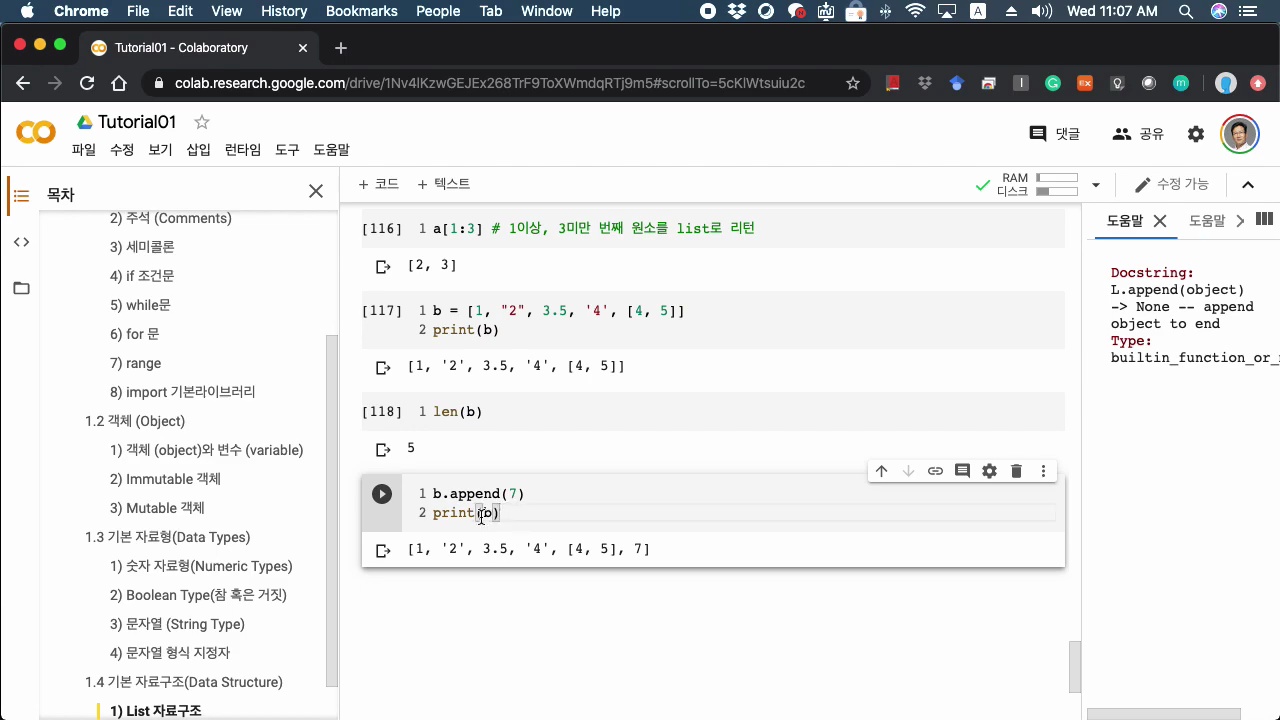 Chrome File Edit View History Bookmarks People Tab Window Help A Wed 11:07 AM
Tutorial01 - Colaboratory
colab.research.google.com/drive/1Nv4lKzwGEJEx268TrF9ToXWmdqRTj9m5#scrollTo=5cKlWtsuiu2c
Tutorial01
댓글 공유
파일 수정 보기 삽입 런타임 도구 도움말
목차
+ 코드 + 텍스트
RAM
디스크
수정 가능
2) 주석 (Comments)
3) 세미콜론
4) if 조건문
5) while문
6) for 문
7) range
8) import 기본라이브러리
1.2 객체 (Object)
1) 객체 (object)와 변수 (variable)
2) Immutable 객체
3) Mutable 객체
1.3 기본 자료형(Data Types)
1) 숫자 자료형(Numeric Types)
2) Boolean Type(참 혹은 거짓)
3) 문자열 (String Type)
4) 문자열 형식 지정자
1.4 기본 자료구조(Data Structure)
1) List 자료구조
[116] 1 a[1:3] # 1이상, 3미만 번째 원소를 list로 리턴
[2, 3]
[117] 1 b = [1, "2", 3.5, '4', [4, 5]]
2 print(b)
[1, '2', 3.5, '4', [4, 5]]
[118] 1 len(b)
5
1 b.append(7)
2 print(b)
[1, '2', 3.5, '4', [4, 5], 7]
도움말 도움말
Docstring:
L.append(object)
-> None -- append
object to end
Type:
builtin_function_or_